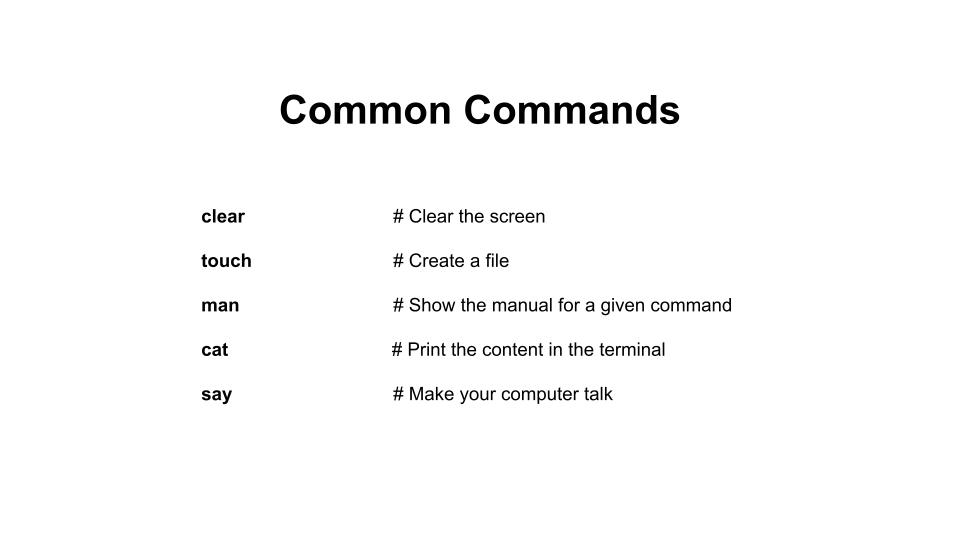 Common Commands
clear # Clear the screen
touch # Create a file
man # Show the manual for a given command
cat # Print the content in the terminal
say # Make your computer talk